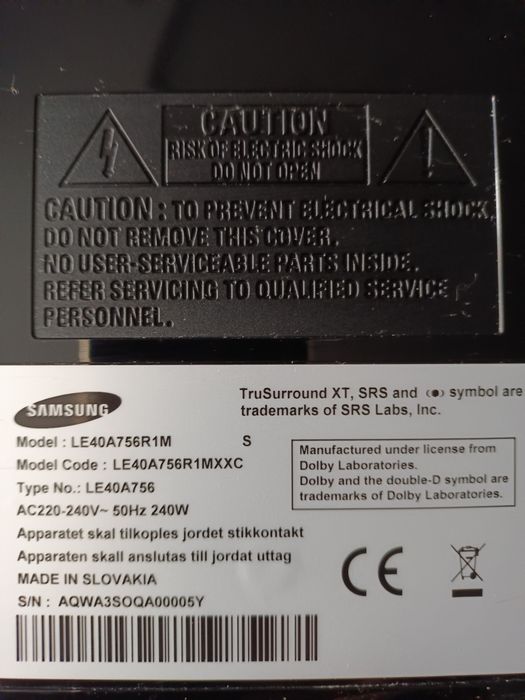 CAUTION
RISK OF ELECTRIC SHOCK
DO NOT OPEN
CAUTION : TO PREVENT ELECTRICAL SHOCK,
DO NOT REMOVE THIS COVER.
NO USER-SERVICEABLE PARTS INSIDE.
REFER SERVICING TO QUALIFIED SERVICE
PERSONNEL.
SAMSUNG
TruSurround XT, SRS and (●) symbol are
trademarks of SRS Labs, Inc.
Model : LE40A756R1M S
Model Code : LE40A756R1MXXC
Type No.: LE40A756
AC220-240V~ 50Hz 240W
Manufactured under license from
Dolby Laboratories.
Dolby and the double-D symbol are
trademarks of Dolby Laboratories.
Apparatet skal tilkoples jordet stikkontakt
Apparaten skall anslutas till jordat uttag
MADE IN SLOVAKIA
S/N : AQWA3SOQA00005Y
CE